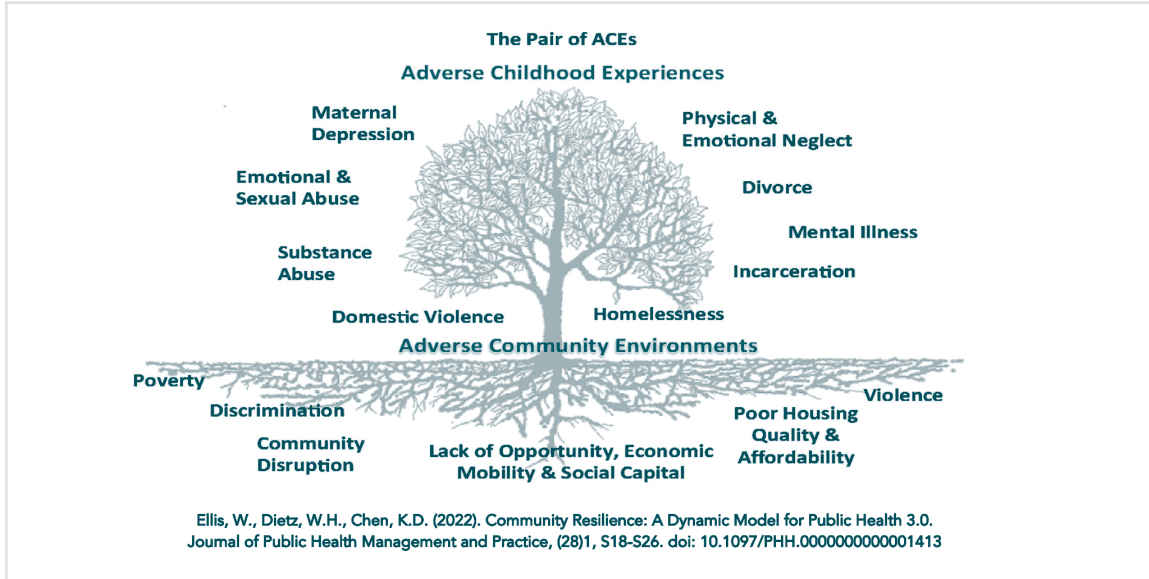 The Pair of ACEs
Adverse Childhood Experiences
Maternal
Depression
Physical &
Emotional Neglect
Emotional &
Sexual Abuse
Divorce
Mental Illness
Substance
Abuse
Incarceration
Domestic Violence
Homelessness
Adverse Community Environments
Poverty
Violence
Discrimination
Poor Housing
Quality &
Affordability
Community
Disruption
Lack of Opportunity, Economic
Mobility & Social Capital
Ellis, W., Dietz, W.H., Chen, K.D. (2022). Community Resilience: A Dynamic Model for Public Health 3.0.
Journal of Public Health Management and Practice, (28)1, S18-S26. doi: 10.1097/PHH.0000000000001413